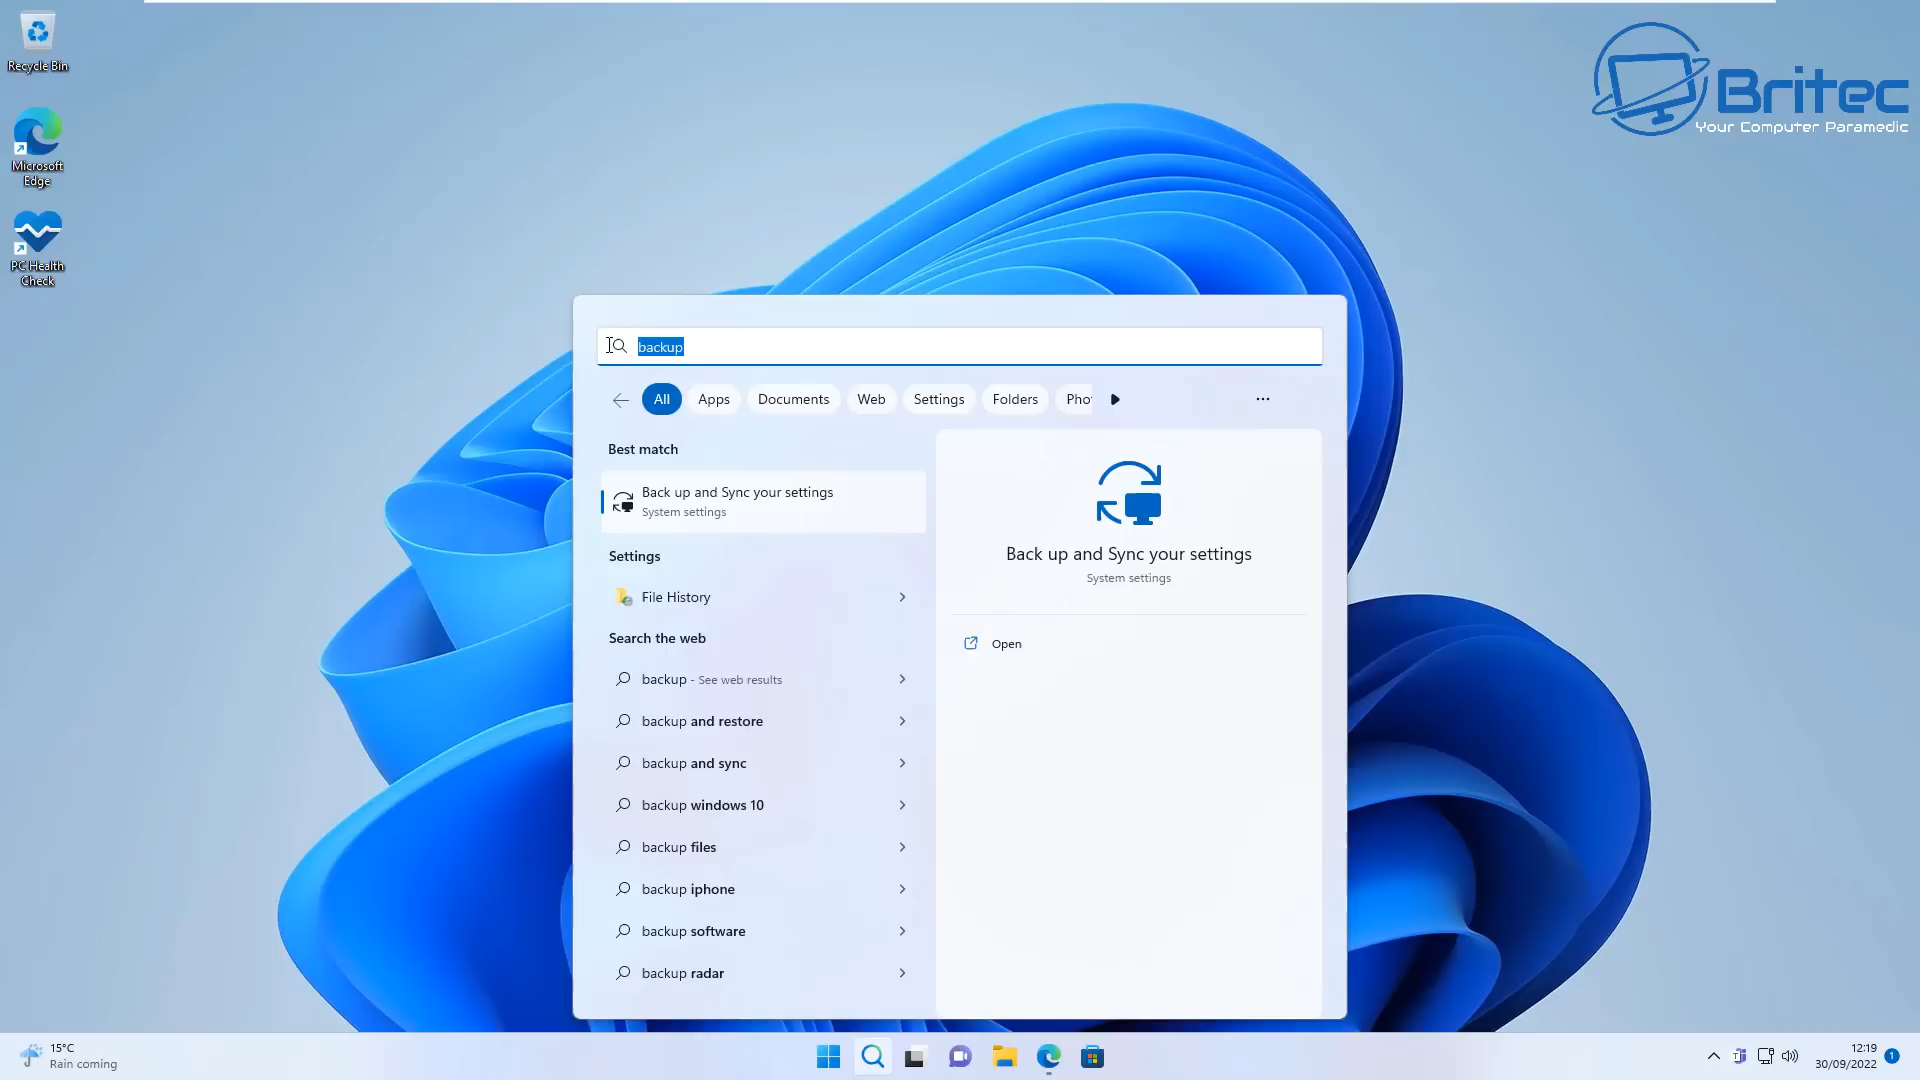 Recycle Bin
Microsoft
Edge
PC Health
Check
Britec
Your Computer Paramedic
backup
All
Apps
Documents
Web
Settings
Folders
Pho
Best match
Back up and Sync your settings
System settings
Settings
File History
Search the web
backup - See web results
backup and restore
backup and sync
backup windows 10
backup files
backup iphone
backup software
backup radar
Back up and Sync your settings
System settings
Open
15°C
Rain coming
12:19
30/09/2022
1